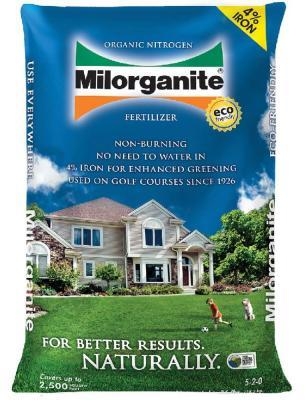 4%
IRON
ORGANIC NITROGEN
Milorganite®
eco
friendly
FERTILIZER
NON-BURNING
NO NEED TO WATER IN
4% IRON FOR ENHANCED GREENING
USED ON GOLF COURSES SINCE 1926
USE EVERYWHERE
ECO-FRIENDLY
Milorganite
Milorganite
FOR BETTER RESULTS.
NATURALLY.
Covers up to
2,500
5-2-0